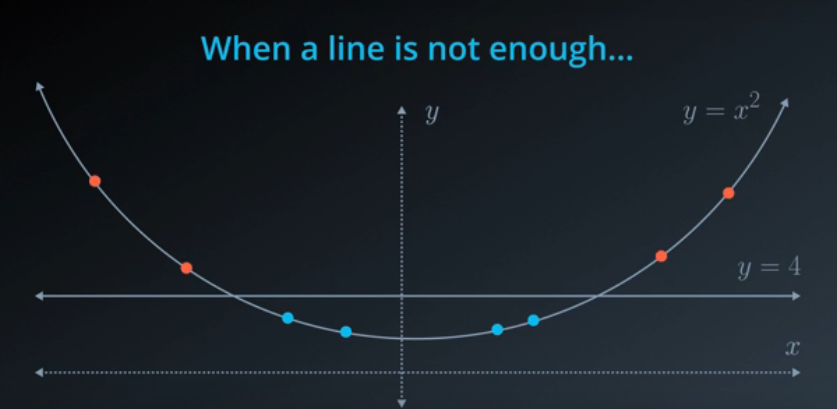 When a line is not enough...
y
y = x²
y = 4
x